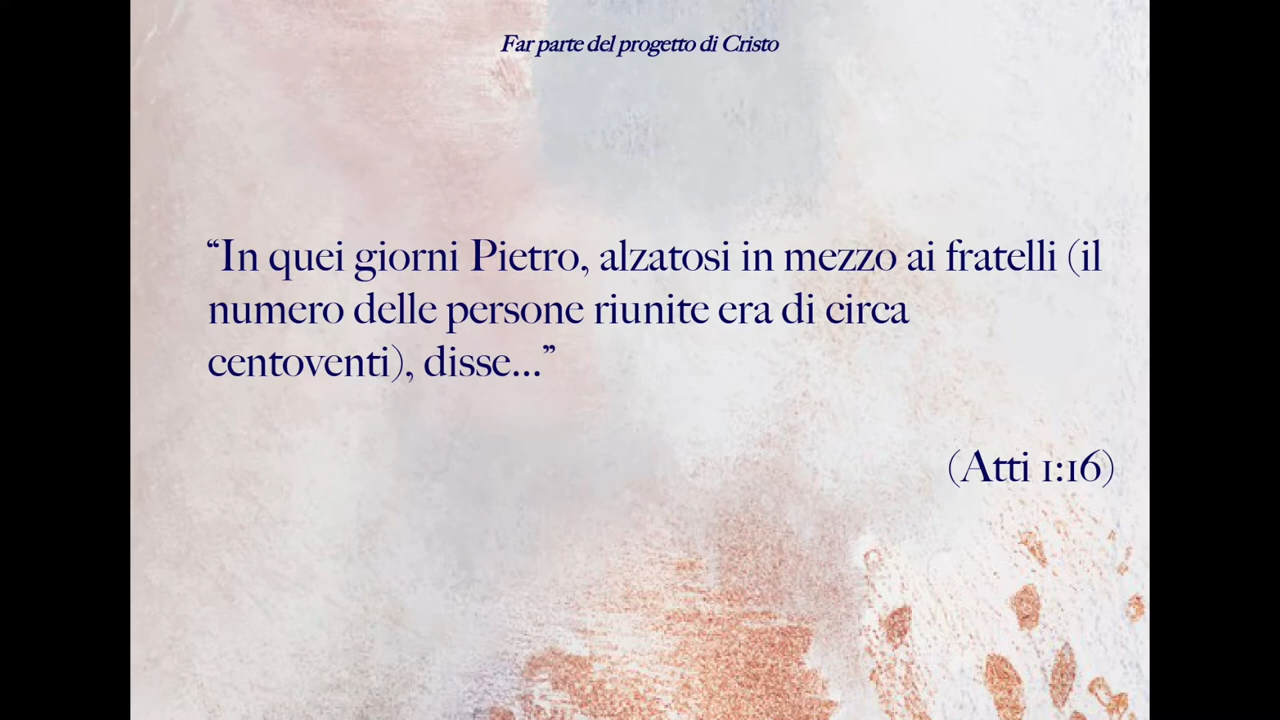 Far parte del progetto di Cristo
“In quei giorni Pietro, alzatosi in mezzo ai fratelli (il
numero delle persone riunite era di circa
centoventi), disse...”
(Atti 1:16)